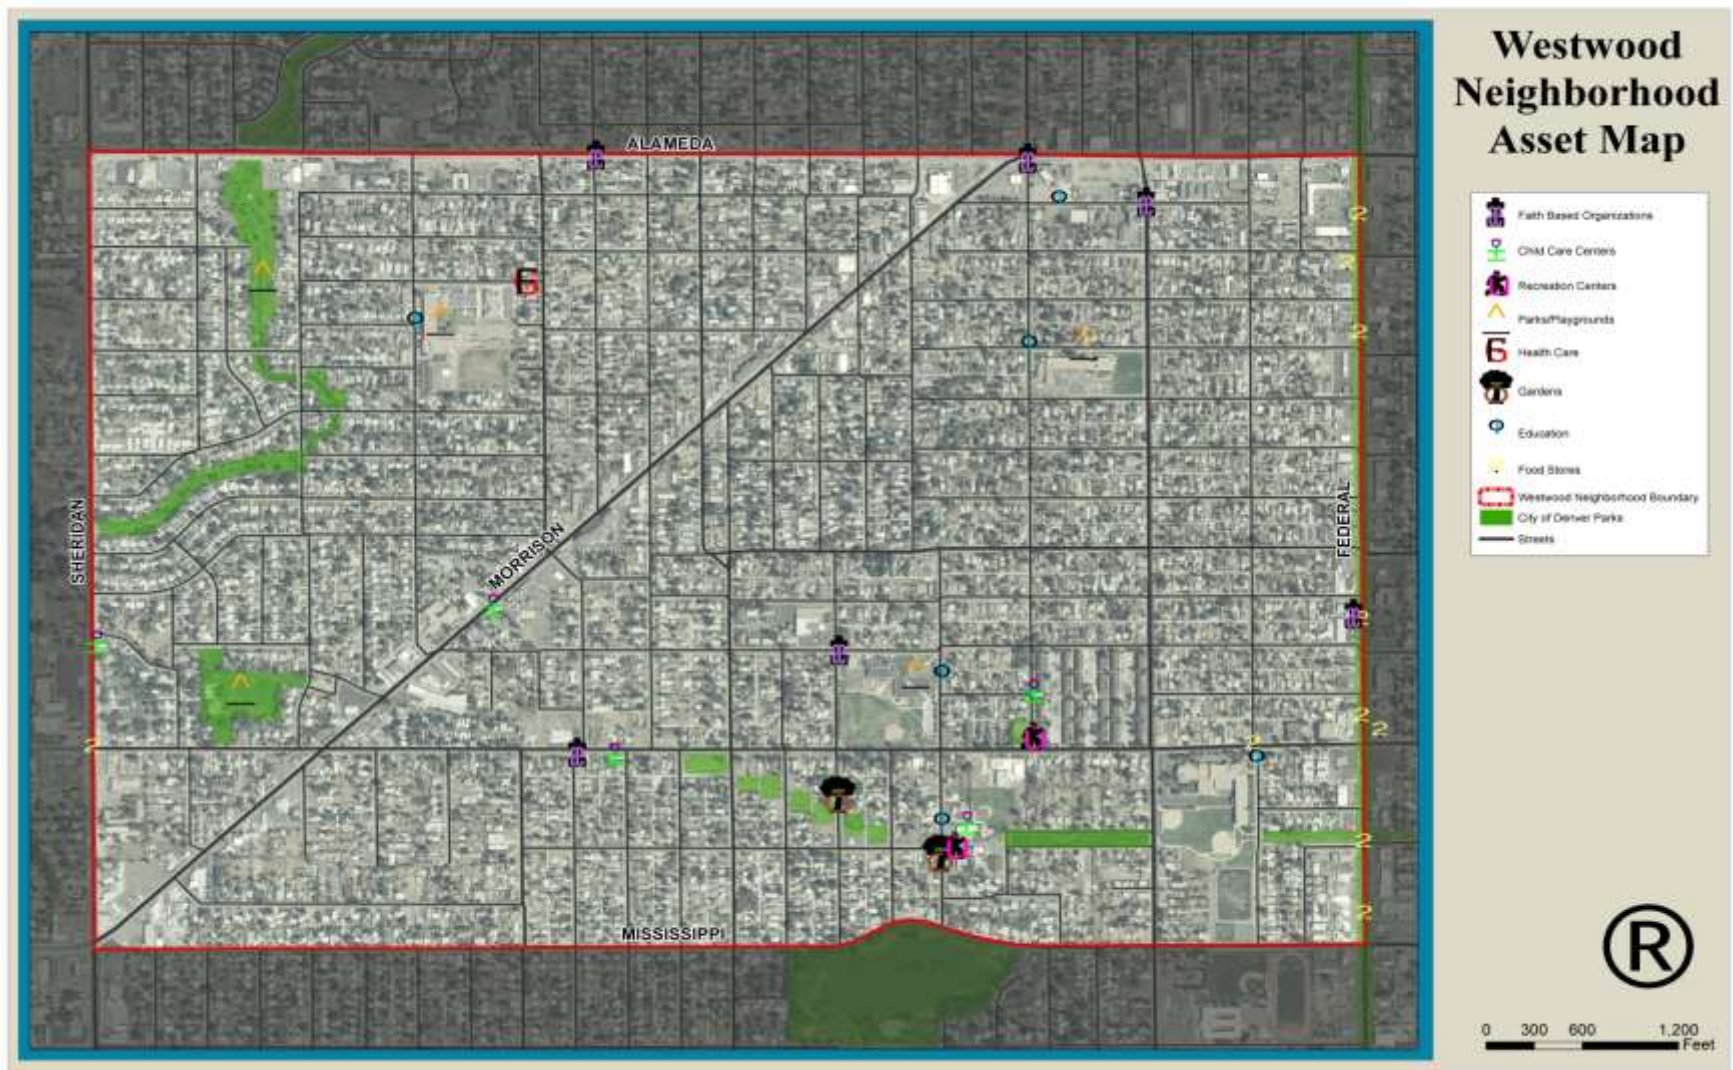 Westwood
Neighborhood
Asset Map
ALAMEDA
SHERIDAN
MORRISON
FEDERAL
MISSISSIPPI
Faith Based Organizations
Child Care Centers
Recreation Centers
Parks/Playgrounds
Health Care
Gardens
Education
Food Stores
Westwood Neighborhood Boundary
City of Denver Parks
Streets
®
0 300 600 1,200
Feet